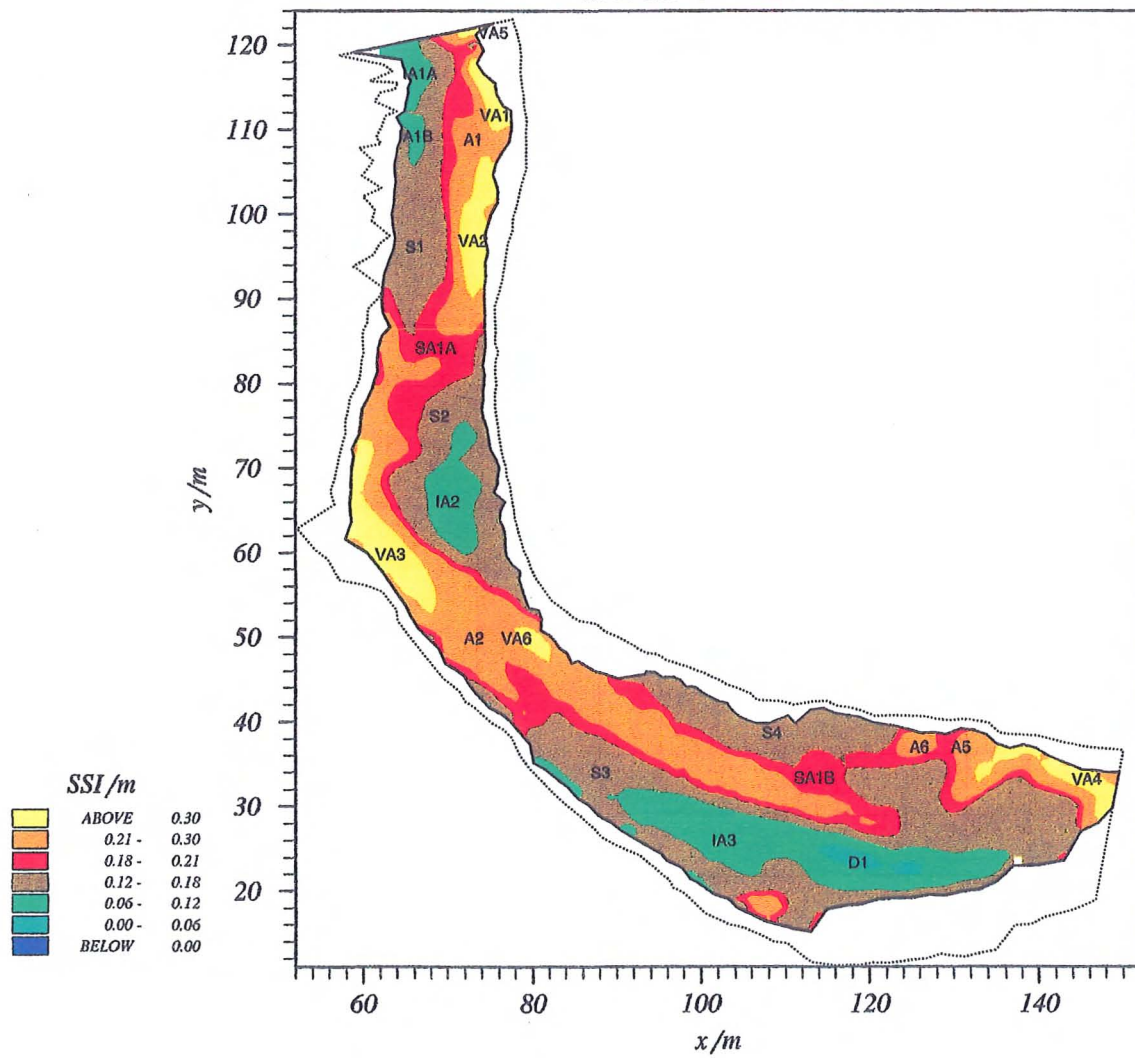 120
VA5
IA1A
VA1
110
A1B
A1
100
S1
VA2
90
SA1A
80
S2
70
y /m
IA2
60
VA3
50
A2
VA6
40
S4
A6
A5
SSI /m
S3
SA1B
VA4
ABOVE 0.30
30
0.21 - 0.30
IA3
D1
0.18 - 0.21
0.12 - 0.18
20
0.06 - 0.12
0.00 - 0.06
BELOW 0.00
60
80
100
120
140
x /m